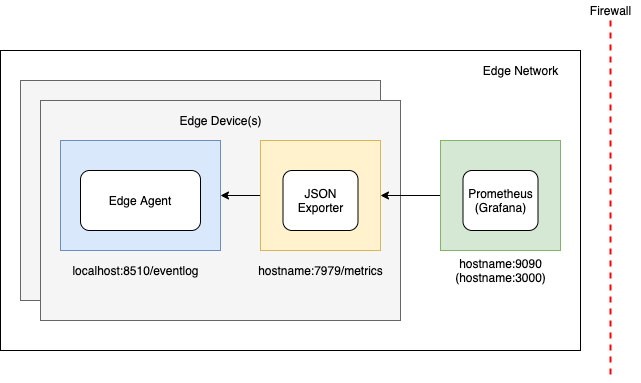 Firewall
Edge Network
Edge Device(s)
Edge Agent
JSON
Exporter
Prometheus
(Grafana)
localhost:8510/eventlog
hostname:7979/metrics
hostname:9090
(hostname:3000)